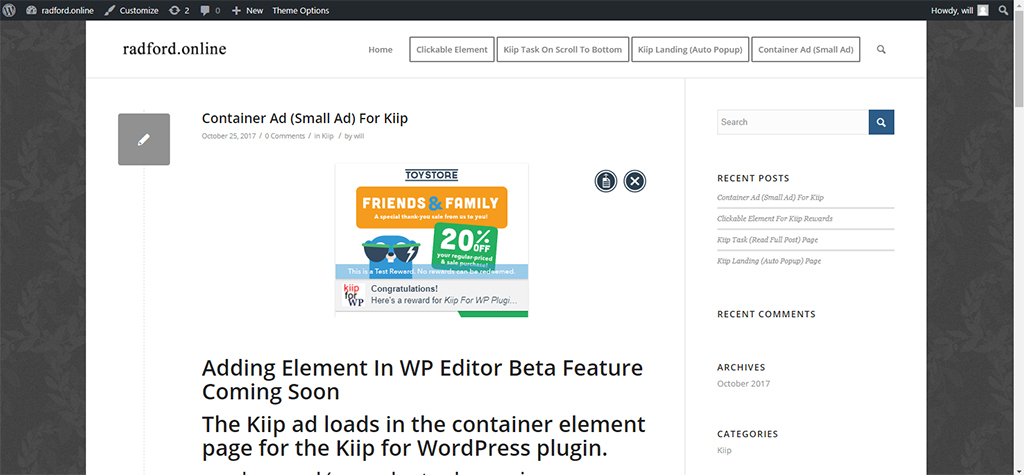 radford.online Customize 2 0 New Theme Options Howdy, will
radford.online
Home Clickable Element Kiip Task On Scroll To Bottom Kiip Landing (Auto Popup) Container Ad (Small Ad)
Container Ad (Small Ad) For Kiip
October 25, 2017 / 0 Comments / in Kiip / by will
TOYSTORE
FRIENDS & FAMILY
A special thank-you sale from us to you!
20% OFF
your regular-priced
& sale purchase!
This is a Test Reward. No rewards can be redeemed.
kiip
for
WP
Congratulations!
Here's a reward for Kiip For WP Plugi...
Adding Element In WP Editor Beta Feature
Coming Soon
The Kiip ad loads in the container element
page for the Kiip for WordPress plugin.
Search
RECENT POSTS
Container Ad (Small Ad) For Kiip
Clickable Element For Kiip Rewards
Kiip Task (Read Full Post) Page
Kiip Landing (Auto Popup) Page
RECENT COMMENTS
ARCHIVES
October 2017
CATEGORIES
Kiip